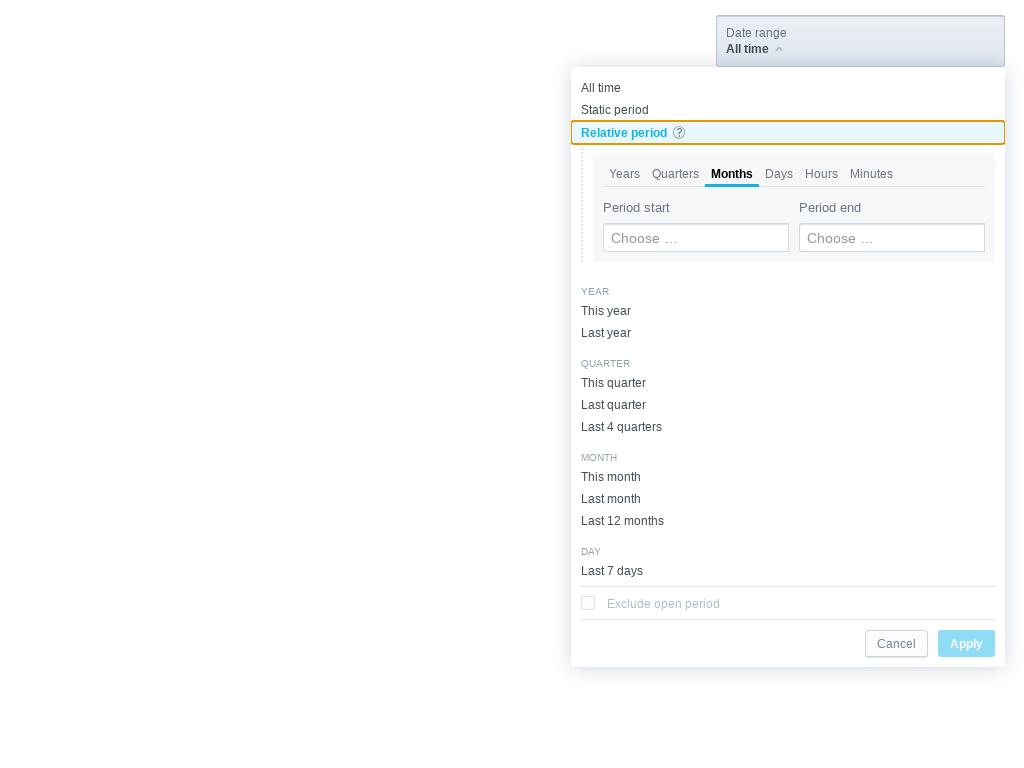 Date range
All time
All time
Static period
Relative period ?
Years Quarters Months Days Hours Minutes
Period start Period end
Choose … Choose …
YEAR
This year
Last year
QUARTER
This quarter
Last quarter
Last 4 quarters
MONTH
This month
Last month
Last 12 months
DAY
Last 7 days
Exclude open period
Cancel Apply